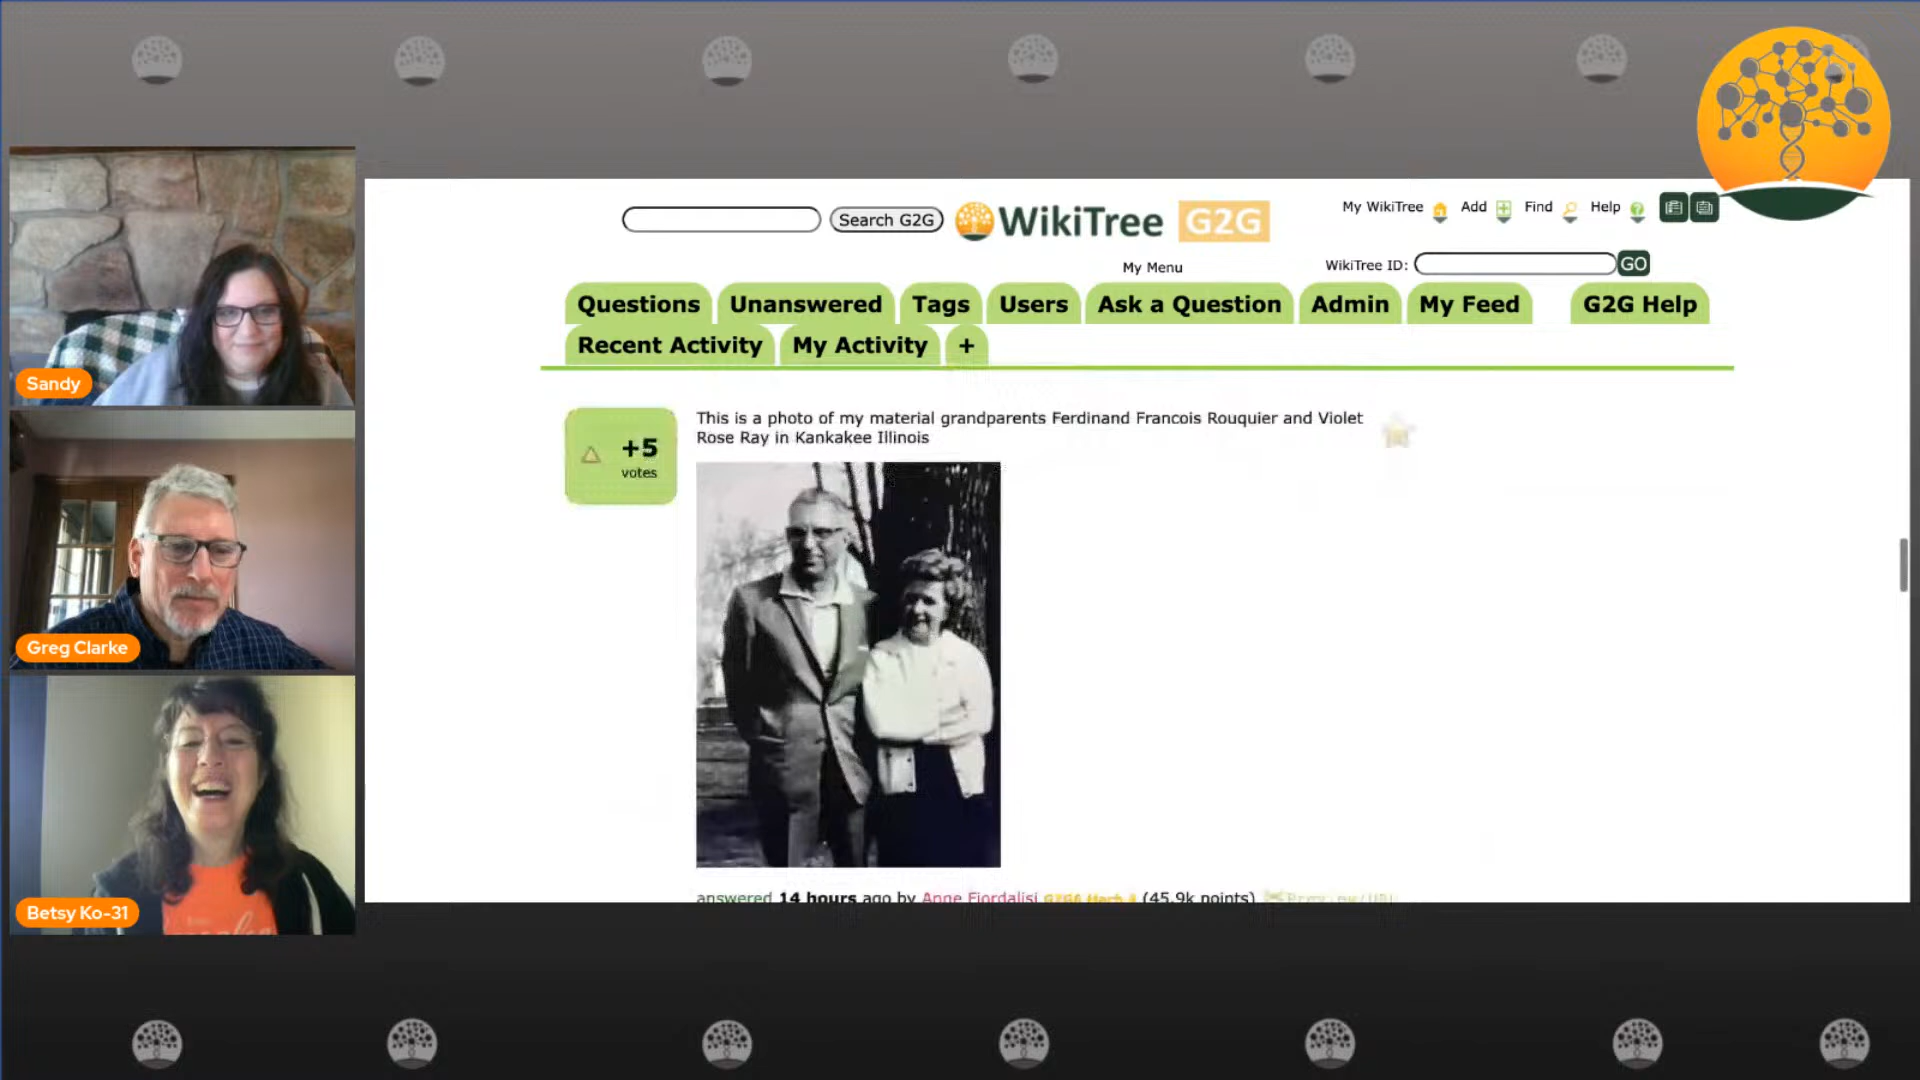 Search G2G
WikiTree G2G
My WikiTree Add Find Help
My Menu
WikiTree ID: GO
Questions Unanswered Tags Users Ask a Question Admin My Feed G2G Help
Recent Activity My Activity +
+5
votes
This is a photo of my material grandparents Ferdinand Francois Rouquier and Violet
Rose Ray in Kankakee Illinois
answered 14 hours ago by Anne Fiordalisi (45.9k points)
Sandy
Greg Clarke
Betsy Ko-31